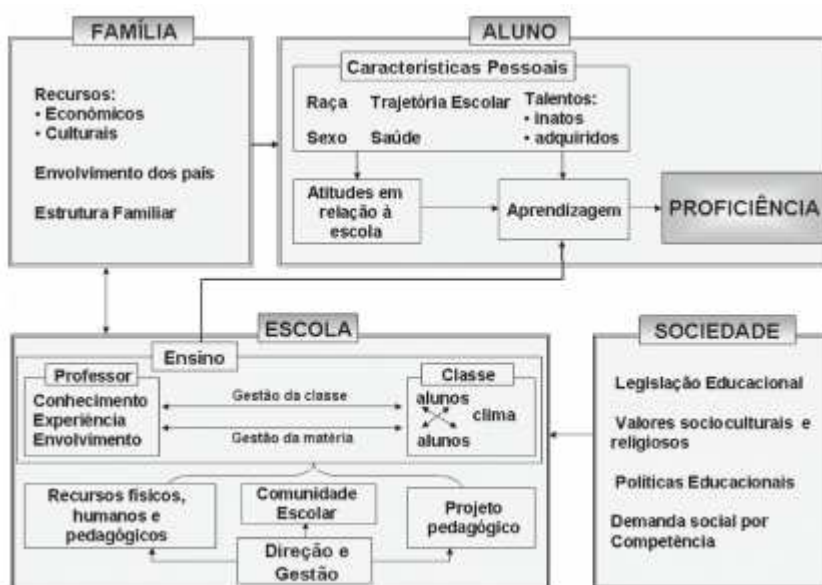 FAMÍLIA
Recursos:
• Econômicos
• Culturais
Envolvimento dos país
Estrutura Familiar
ALUNO
Características Pessoais
Raça Trajetória Escolar Talentos:
• inatos
Sexo Saúde • adquiridos
Atitudes em
relação à
escola
Aprendizagem
PROFICIÊNCIA
ESCOLA
Ensino
Professor
Conhecimento
Experiência
Envolvimento
Gestão da classe
Gestão da matéria
Classe
alunos
clima
alunos
Recursos físicos,
humanos e
pedagógicos
Comunidade
Escolar
Projeto
pedagógico
Direção e
Gestão
SOCIEDADE
Legislação Educacional
Valores socioculturais e
religiosos
Políticas Educacionais
Demanda social por
Competência